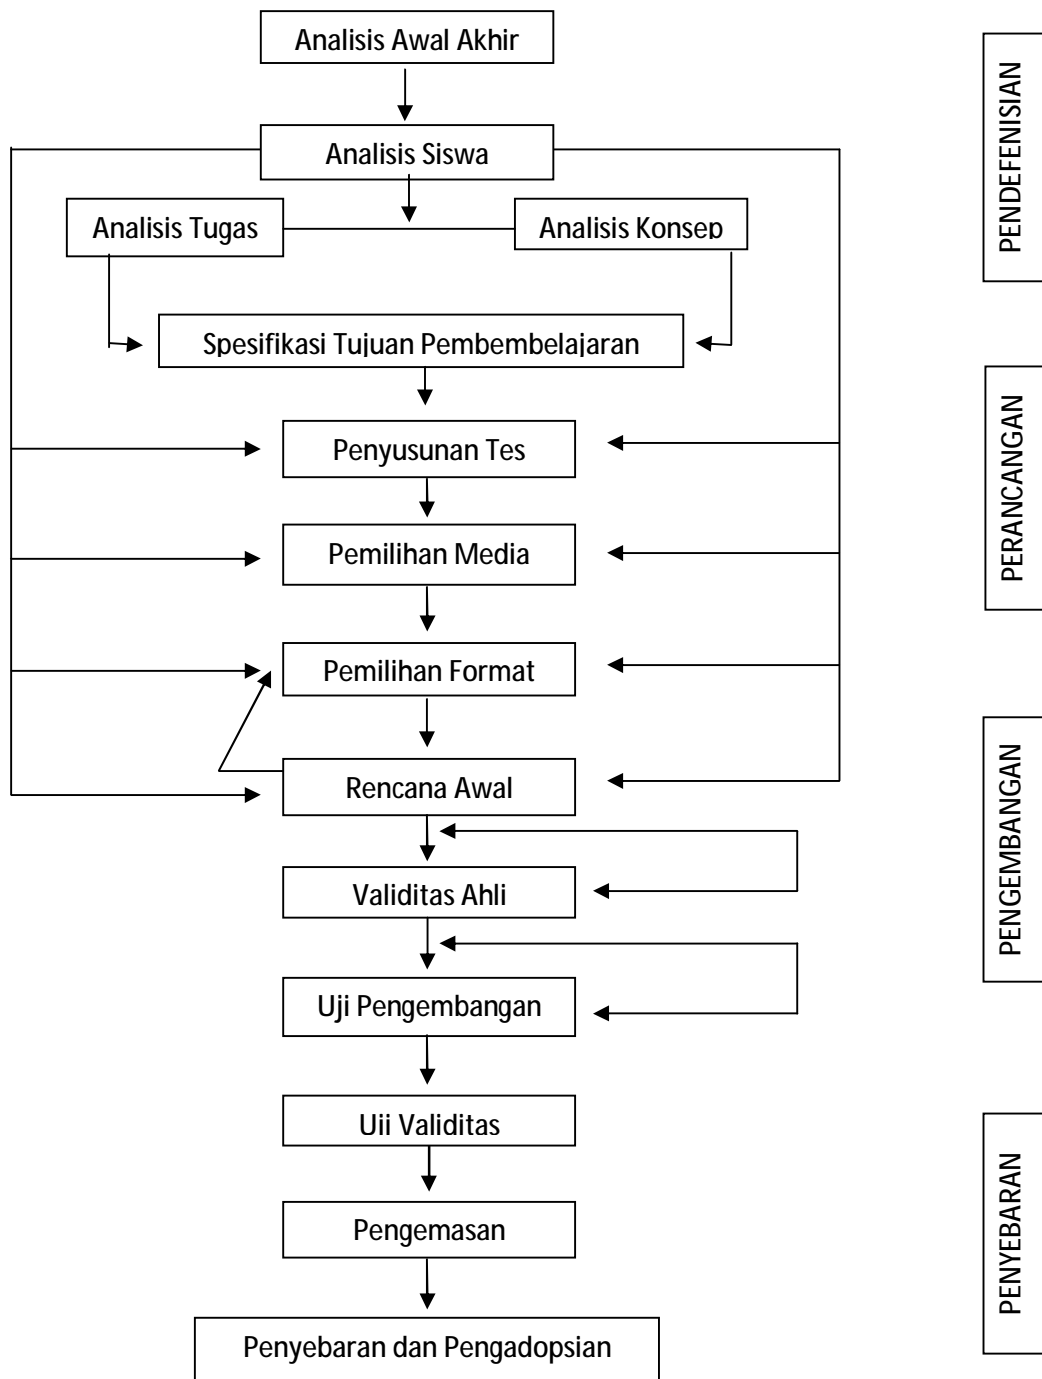 Analisis Awal Akhir
PENDEFENISIAN
Analisis Siswa
Analisis Tugas
Analisis Konsep
Spesifikasi Tujuan Pembembelajaran
PERANCANGAN
Penyusunan Tes
Pemilihan Media
Pemilihan Format
PENGEMBANGAN
Rencana Awal
Validitas Ahli
Uji Pengembangan
Uji Validitas
PENYEBARAN
Pengemasan
Penyebaran dan Pengadopsian